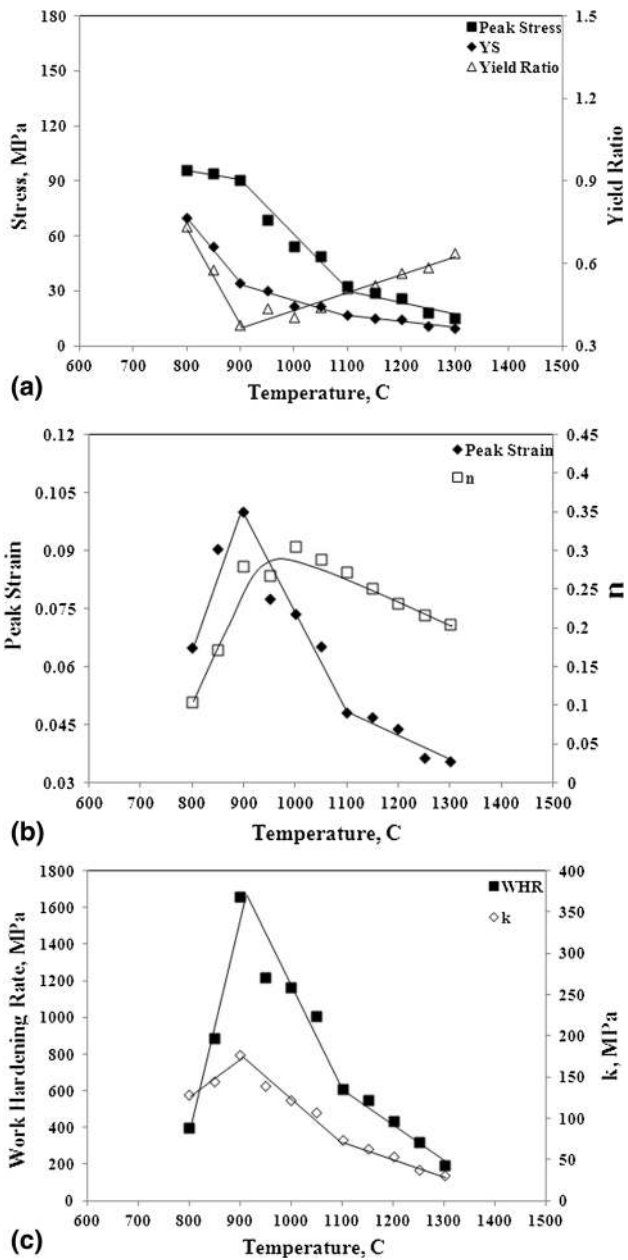 180
150
120
90
60
30
0
Stress, MPa
1.5
1.2
0.9
0.6
0.3
Yield Ratio
Peak Stress
YS
Yield Ratio
600 700 800 900 1000 1100 1200 1300 1400 1500
Temperature, C
(a)
0.12
0.105
0.09
0.075
0.06
0.045
0.03
Peak Strain
0.45
0.4
0.35
0.3
0.25
0.2
0.15
0.1
0.05
0
n
Peak Strain
n
600 700 800 900 1000 1100 1200 1300 1400 1500
Temperature, C
(b)
1800
1600
1400
1200
1000
800
600
400
200
0
Work Hardening Rate, MPa
400
350
300
250
200
150
100
50
0
k, MPa
WHR
k
600 700 800 900 1000 1100 1200 1300 1400 1500
Temperature, C
(c)